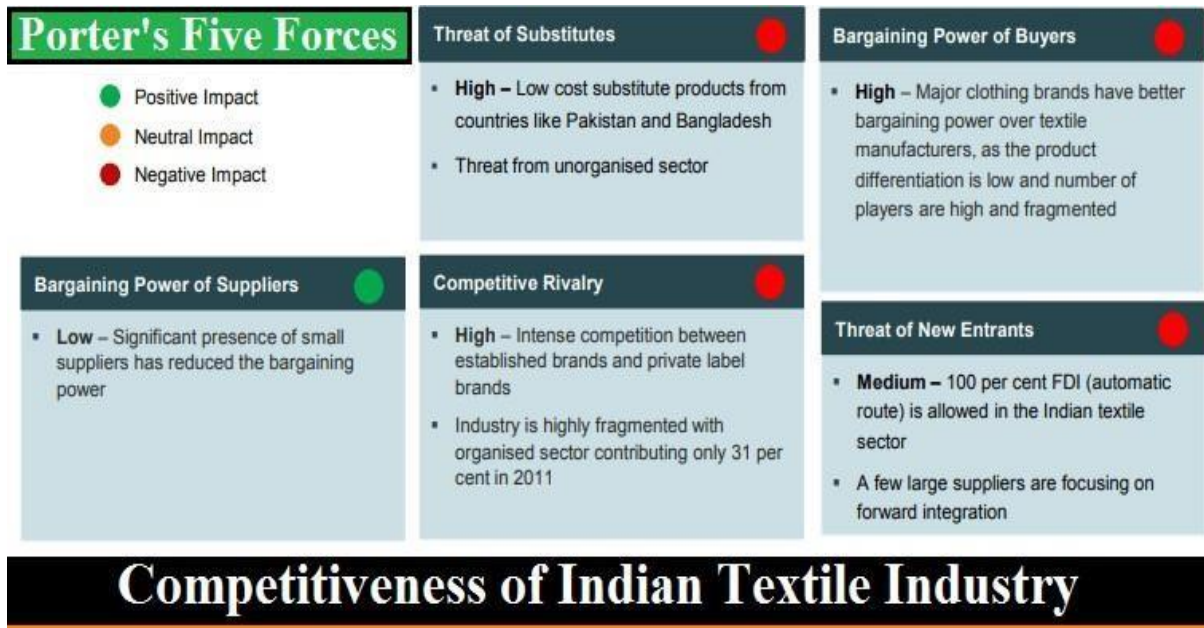 Porter's Five Forces
Positive Impact
Neutral Impact
Negative Impact
Threat of Substitutes
▪ High – Low cost substitute products from
countries like Pakistan and Bangladesh
▪ Threat from unorganised sector
Bargaining Power of Buyers
▪ High – Major clothing brands have better
bargaining power over textile
manufacturers, as the product
differentiation is low and number of
players are high and fragmented
Bargaining Power of Suppliers
▪ Low – Significant presence of small
suppliers has reduced the bargaining
power
Competitive Rivalry
▪ High – Intense competition between
established brands and private label
brands
▪ Industry is highly fragmented with
organised sector contributing only 31 per
cent in 2011
Threat of New Entrants
▪ Medium – 100 per cent FDI (automatic
route) is allowed in the Indian textile
sector
▪ A few large suppliers are focusing on
forward integration
Competitiveness of Indian Textile Industry